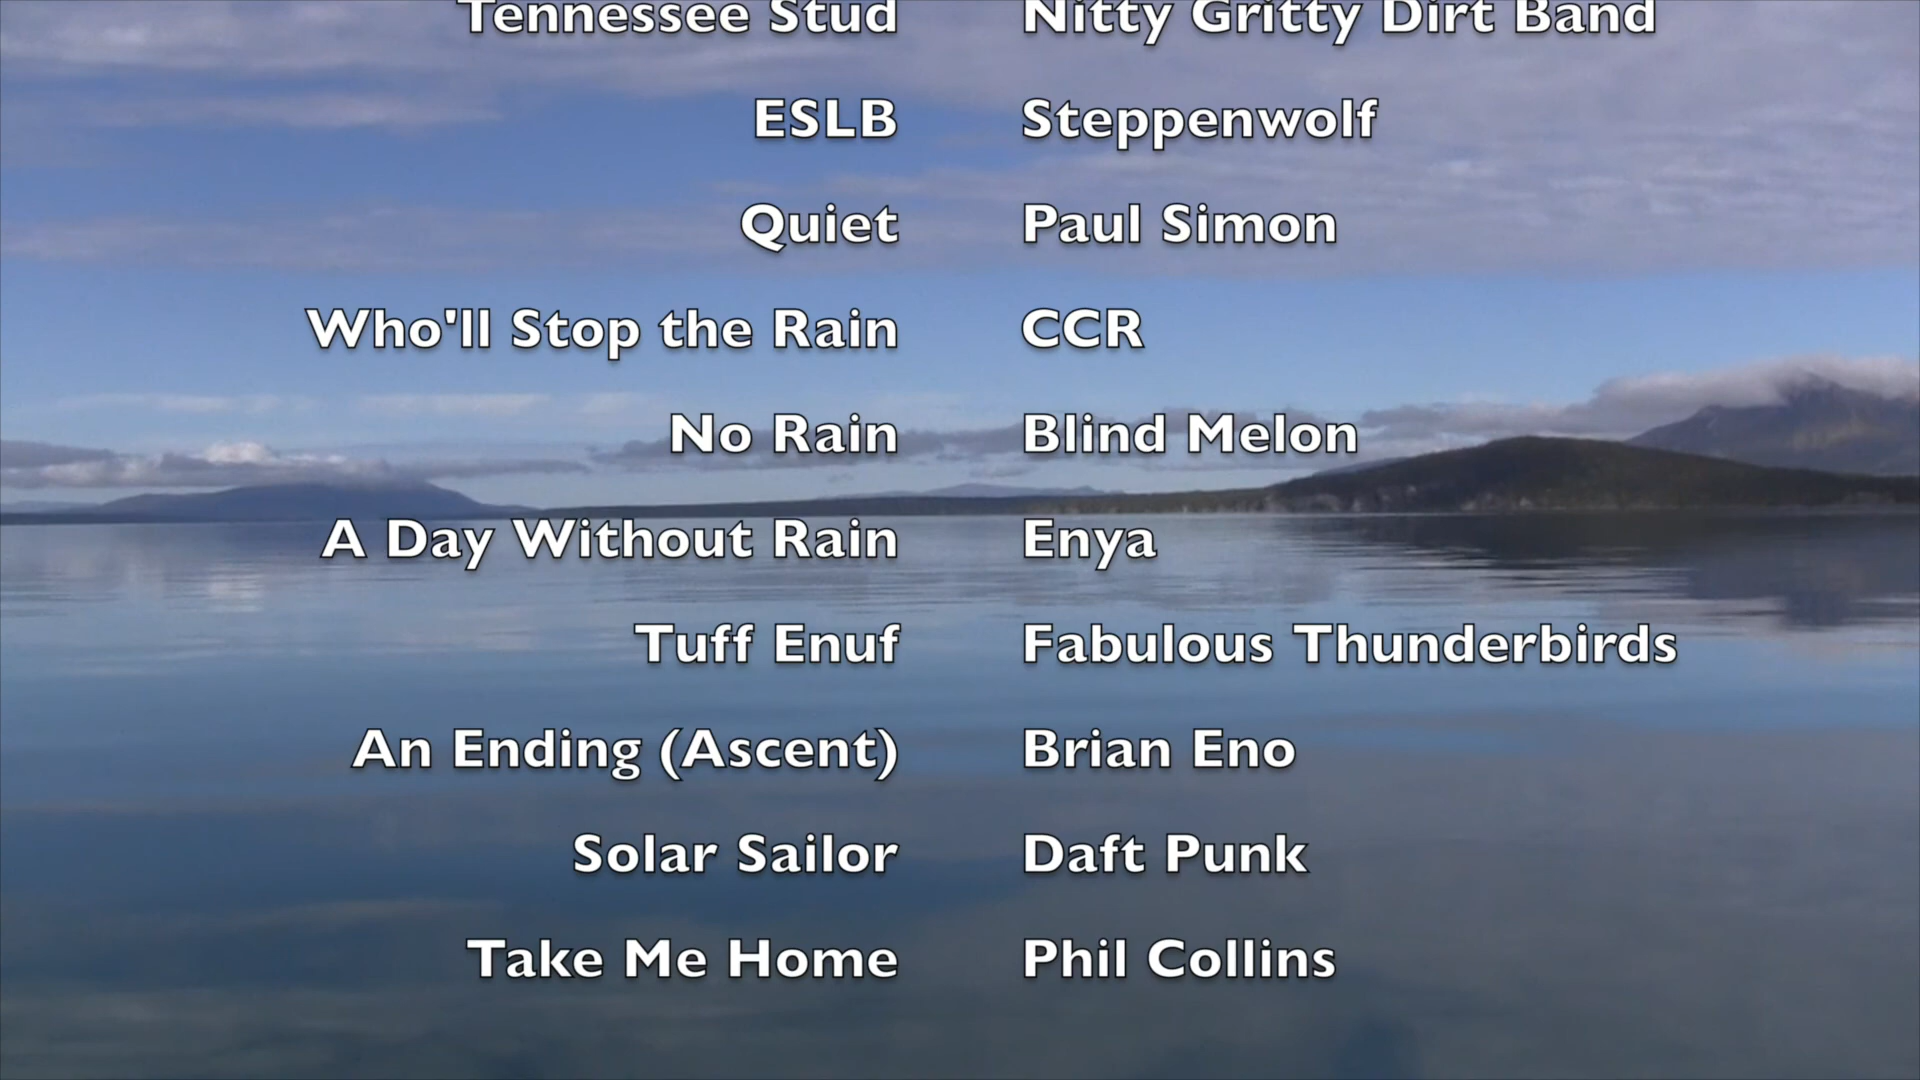 Tennessee Stud Nitty Gritty Dirt Band
ESLB Steppenwolf
Quiet Paul Simon
Who'll Stop the Rain CCR
No Rain Blind Melon
A Day Without Rain Enya
Tuff Enuf Fabulous Thunderbirds
An Ending (Ascent) Brian Eno
Solar Sailor Daft Punk
Take Me Home Phil Collins